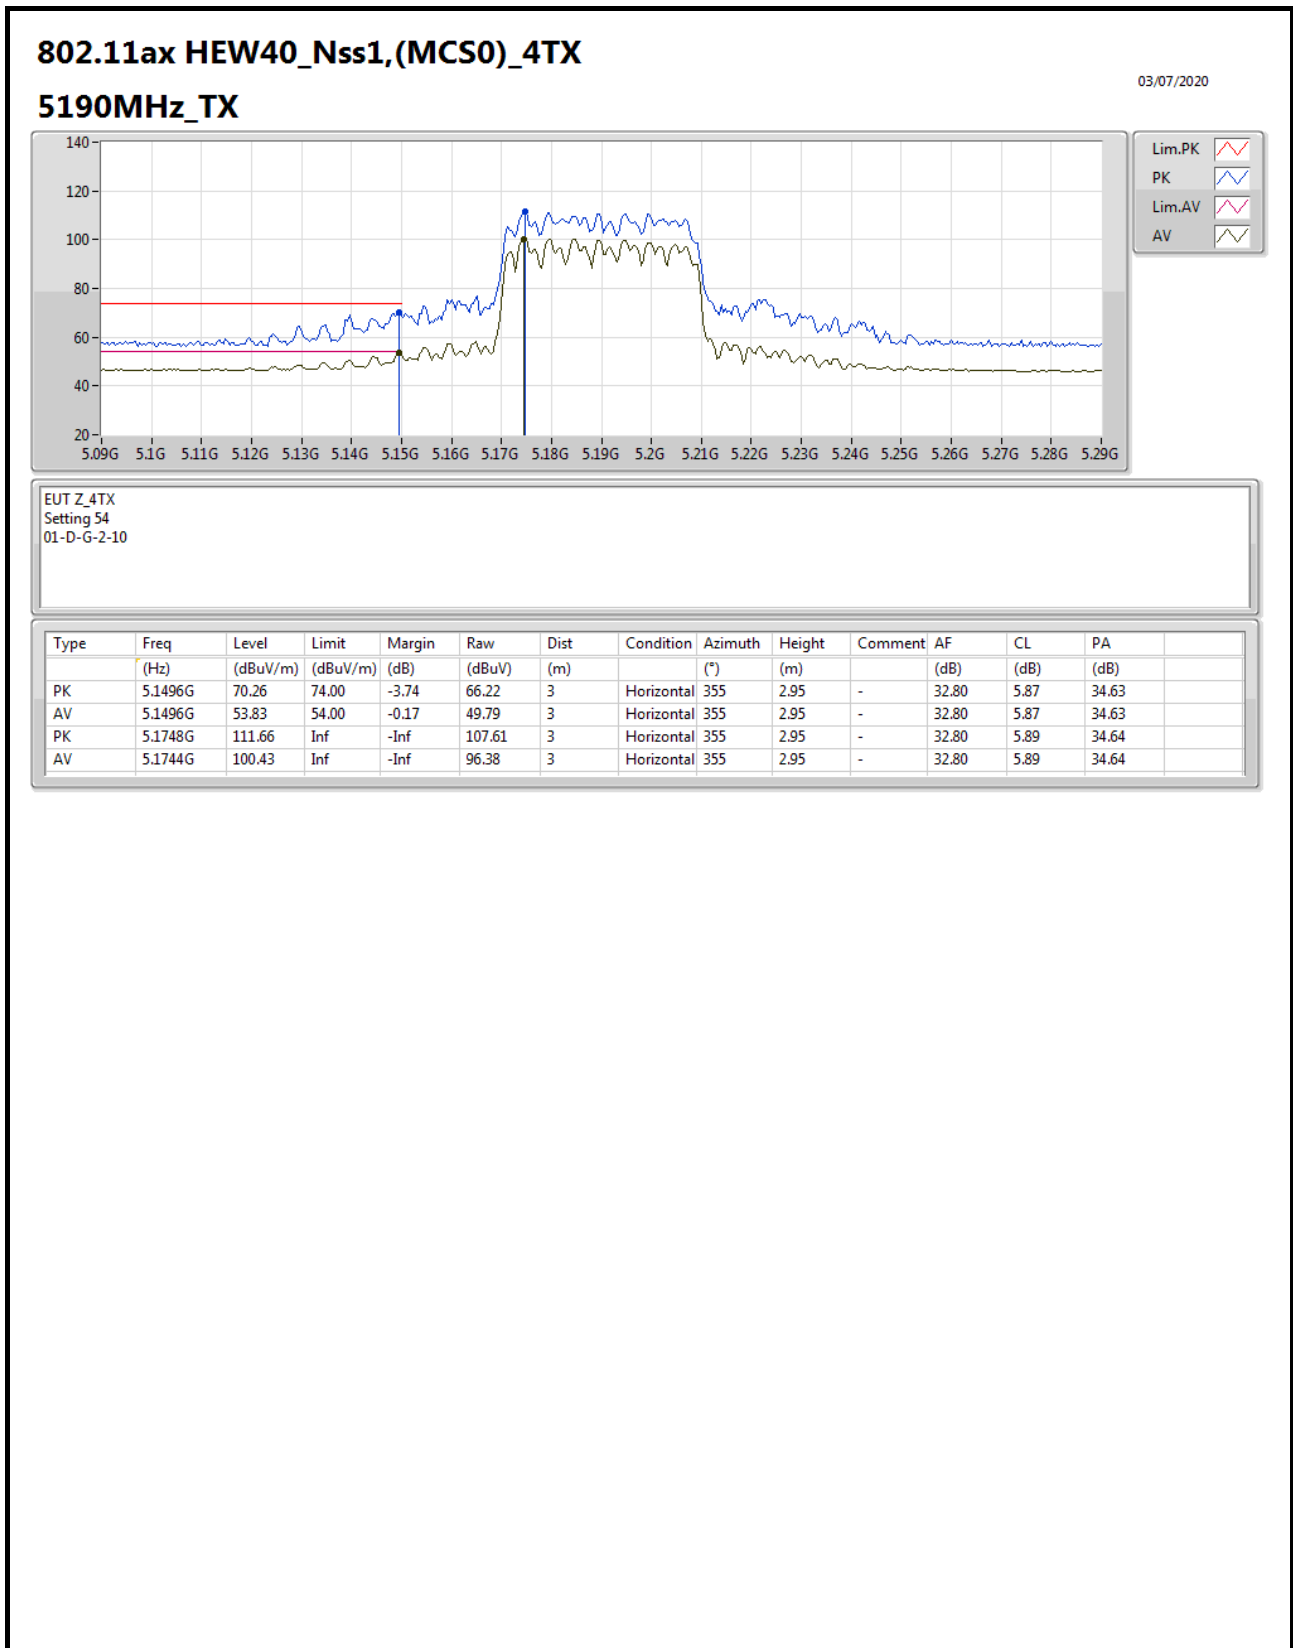 802.11ax HEW40_Nss1,(MCS0)_4TX
03/07/2020
5190MHz_TX
140
120
100
80
60
40
20
5.09G 5.1G 5.11G 5.12G 5.13G 5.14G 5.15G 5.16G 5.17G 5.18G 5.19G 5.2G 5.21G 5.22G 5.23G 5.24G 5.25G 5.26G 5.27G 5.28G 5.29G
Lim.PK
PK
Lim.AV
AV
EUT Z_4TX
Setting 54
01-D-G-2-10
Type Freq Level Limit Margin Raw Dist Condition Azimuth Height Comment AF CL PA
(Hz) (dBuV/m) (dBuV/m) (dB) (dBuV) (m) (°) (m) (dB) (dB) (dB)
PK 5.1496G 70.26 74.00 -3.74 66.22 3 Horizontal 355 2.95 - 32.80 5.87 34.63
AV 5.1496G 53.83 54.00 -0.17 49.79 3 Horizontal 355 2.95 - 32.80 5.87 34.63
PK 5.1748G 111.66 Inf -Inf 107.61 3 Horizontal 355 2.95 - 32.80 5.89 34.64
AV 5.1744G 100.43 Inf -Inf 96.38 3 Horizontal 355 2.95 - 32.80 5.89 34.64